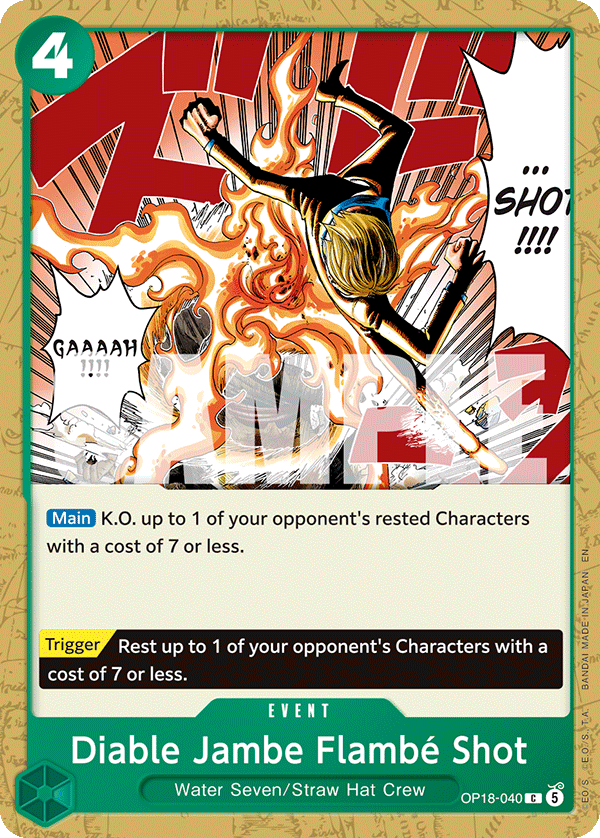 4
...
SHOT
!!!!
GAAAAH
!!!!
SAMPLE
Main K.O. up to 1 of your opponent's rested Characters
with a cost of 7 or less.
Trigger Rest up to 1 of your opponent's Characters with a
cost of 7 or less.
EVENT
Diable Jambe Flambé Shot
Water Seven/Straw Hat Crew
OP18-040 C 5
BANDAI MADE IN JAPAN EN